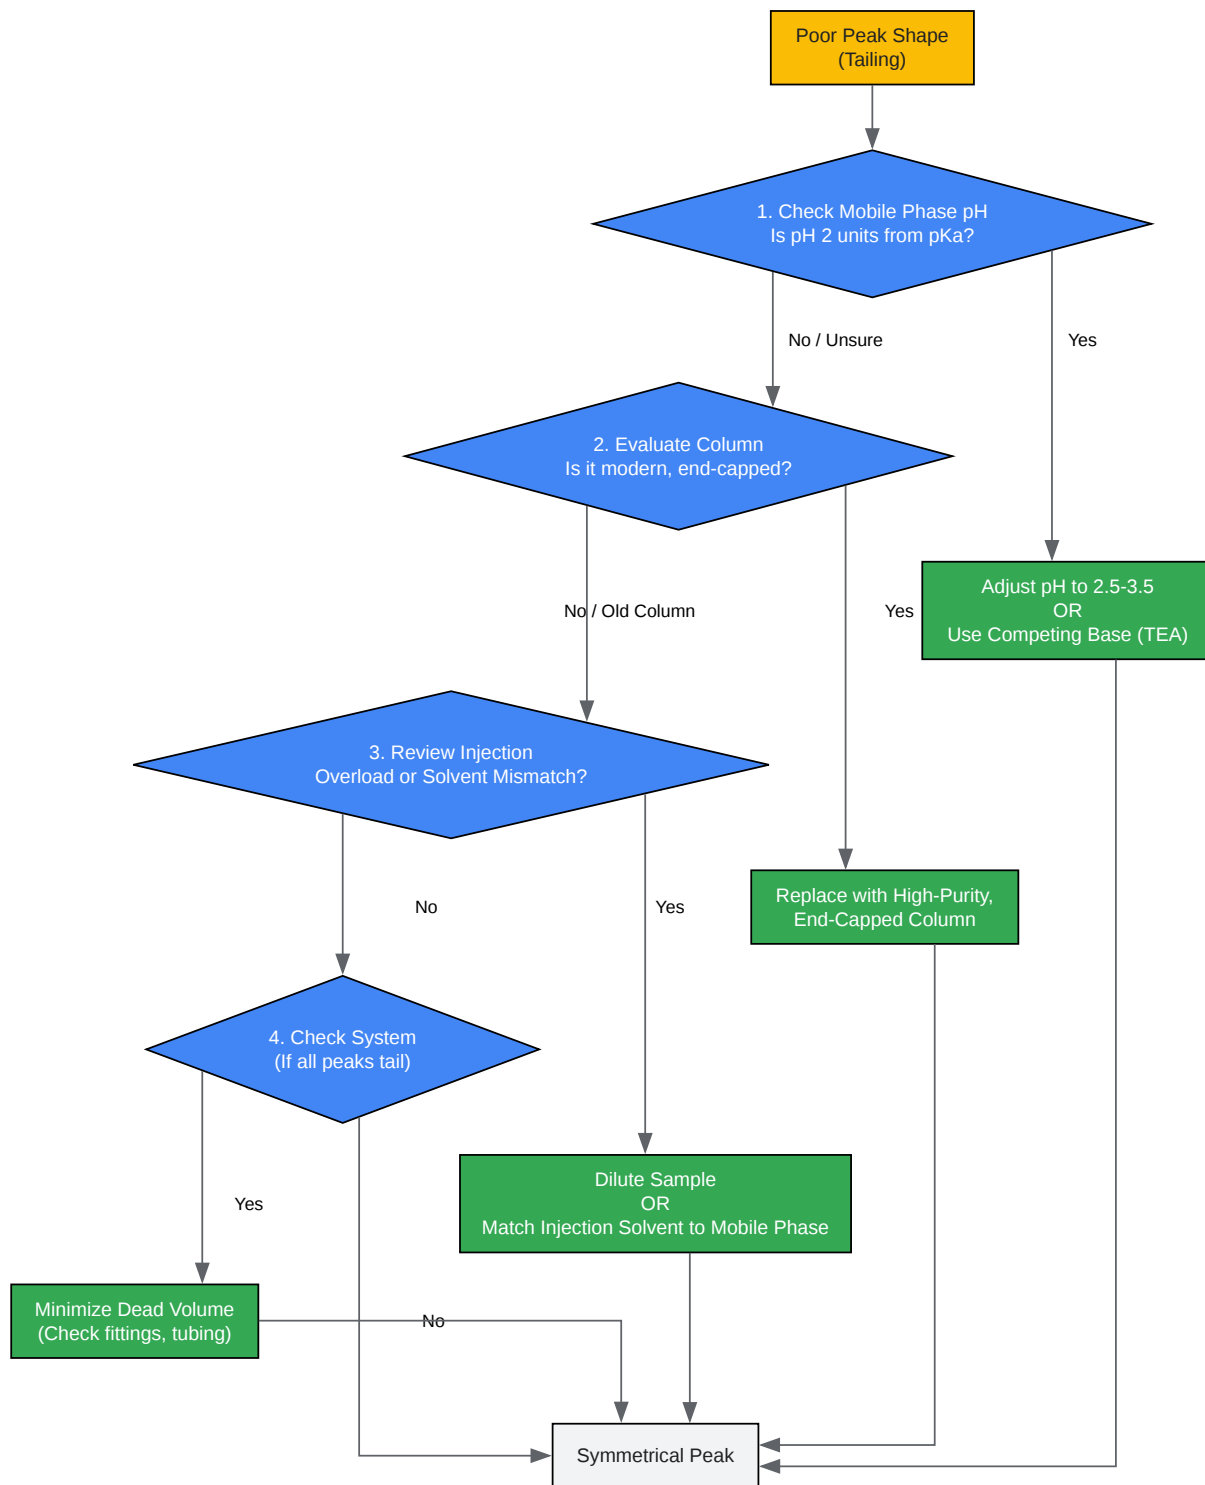 Poor Peak Shape
(Tailing)
1. Check Mobile Phase pH
Is pH 2 units from pKa?
No / Unsure
Yes
2. Evaluate Column
Is it modern, end-capped?
No / Old Column
Yes
Adjust pH to 2.5-3.5
OR
Use Competing Base (TEA)
3. Review Injection
Overload or Solvent Mismatch?
No
Yes
Replace with High-Purity,
End-Capped Column
4. Check System
(If all peaks tail)
Yes
Dilute Sample
OR
Match Injection Solvent to Mobile Phase
Minimize Dead Volume
(Check fittings, tubing)
No
Symmetrical Peak